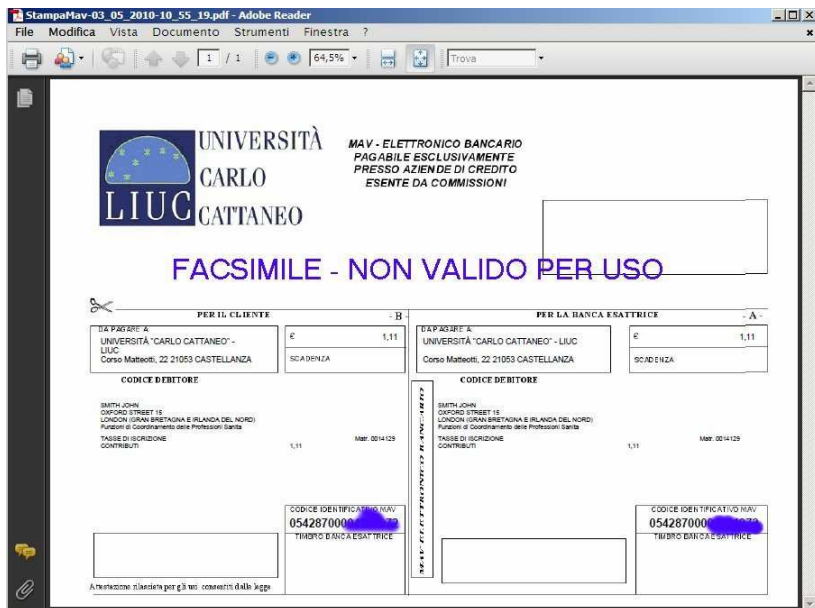 StampaMav-03_05_2010-10_55_19.pdf - Adobe Reader
File Modifica Vista Documento Strumenti Finestra ?
1 / 1 64,5% Trova
UNIVERSITÀ
CARLO
CATTANEO
LIUC
MAV - ELETTRONICO BANCARIO
PAGABILE ESCLUSIVAMENTE
PRESSO AZIENDE DI CREDITO
ESENTE DA COMMISSIONI
FACSIMILE - NON VALIDO PER USO
PER IL CLIENTE - B -
DA PAGARE A:
UNIVERSITÀ "CARLO CATTANEO" -
LIUC
Corso Matteotti, 22 21053 CASTELLANZA
€ 1,11
SCADENZA
CODICE DEBITORE
SMITH JOHN
OXFORD STREET 15
LONDON (GRAN BRETAGNA E IRLANDA DEL NORD)
Funzioni di Coordinamento delle Professioni Sanita
TASSE DI ISCRIZIONE Matr. 0014129
CONTRIBUTI 1,11
CODICE IDENTIFICATIVO MAV
054287000
TIMBRO BANCA ESATTRICE
Attestazione rilasciata per gli usi consentiti dalla legge
MAV ELETTRONICO BANCARIO
PER LA BANCA ESATTRICE - A -
DA PAGARE A:
UNIVERSITÀ "CARLO CATTANEO" - LIUC
Corso Matteotti, 22 21053 CASTELLANZA
€ 1,11
SCADENZA
CODICE DEBITORE
SMITH JOHN
OXFORD STREET 15
LONDON (GRAN BRETAGNA E IRLANDA DEL NORD)
Funzioni di Coordinamento delle Professioni Sanita
TASSE DI ISCRIZIONE Matr. 0014129
CONTRIBUTI 1,11
CODICE IDENTIFICATIVO MAV
054287000
TIMBRO BANCA ESATTRICE